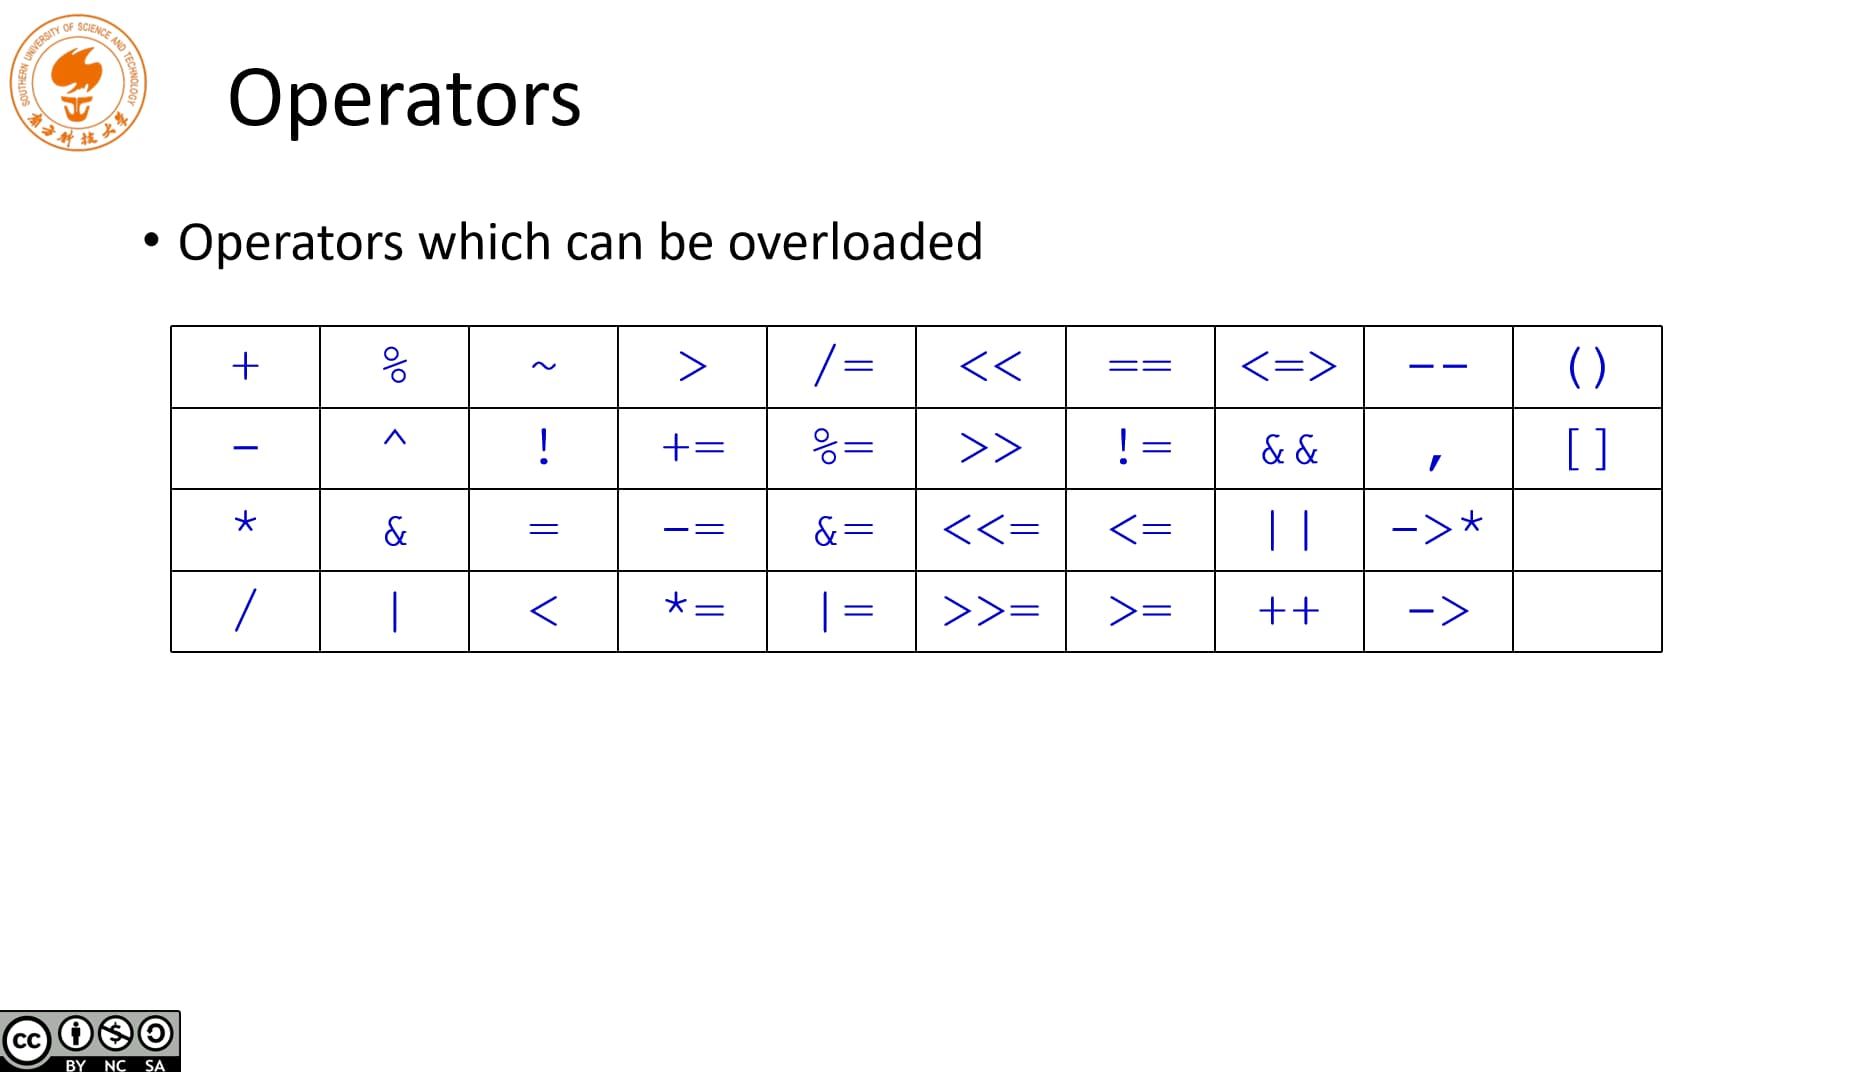 SOUTHERN UNIVERSITY OF SCIENCE AND TECHNOLOGY
南方科技大学
Operators
• Operators which can be overloaded
+ % ~ > /= << == <=> -- ()
- ^ ! += %= >> != && , []
* & = -= &= <<= <= || ->*
/ | < *= |= >>= >= ++ ->
cc
BY NC SA